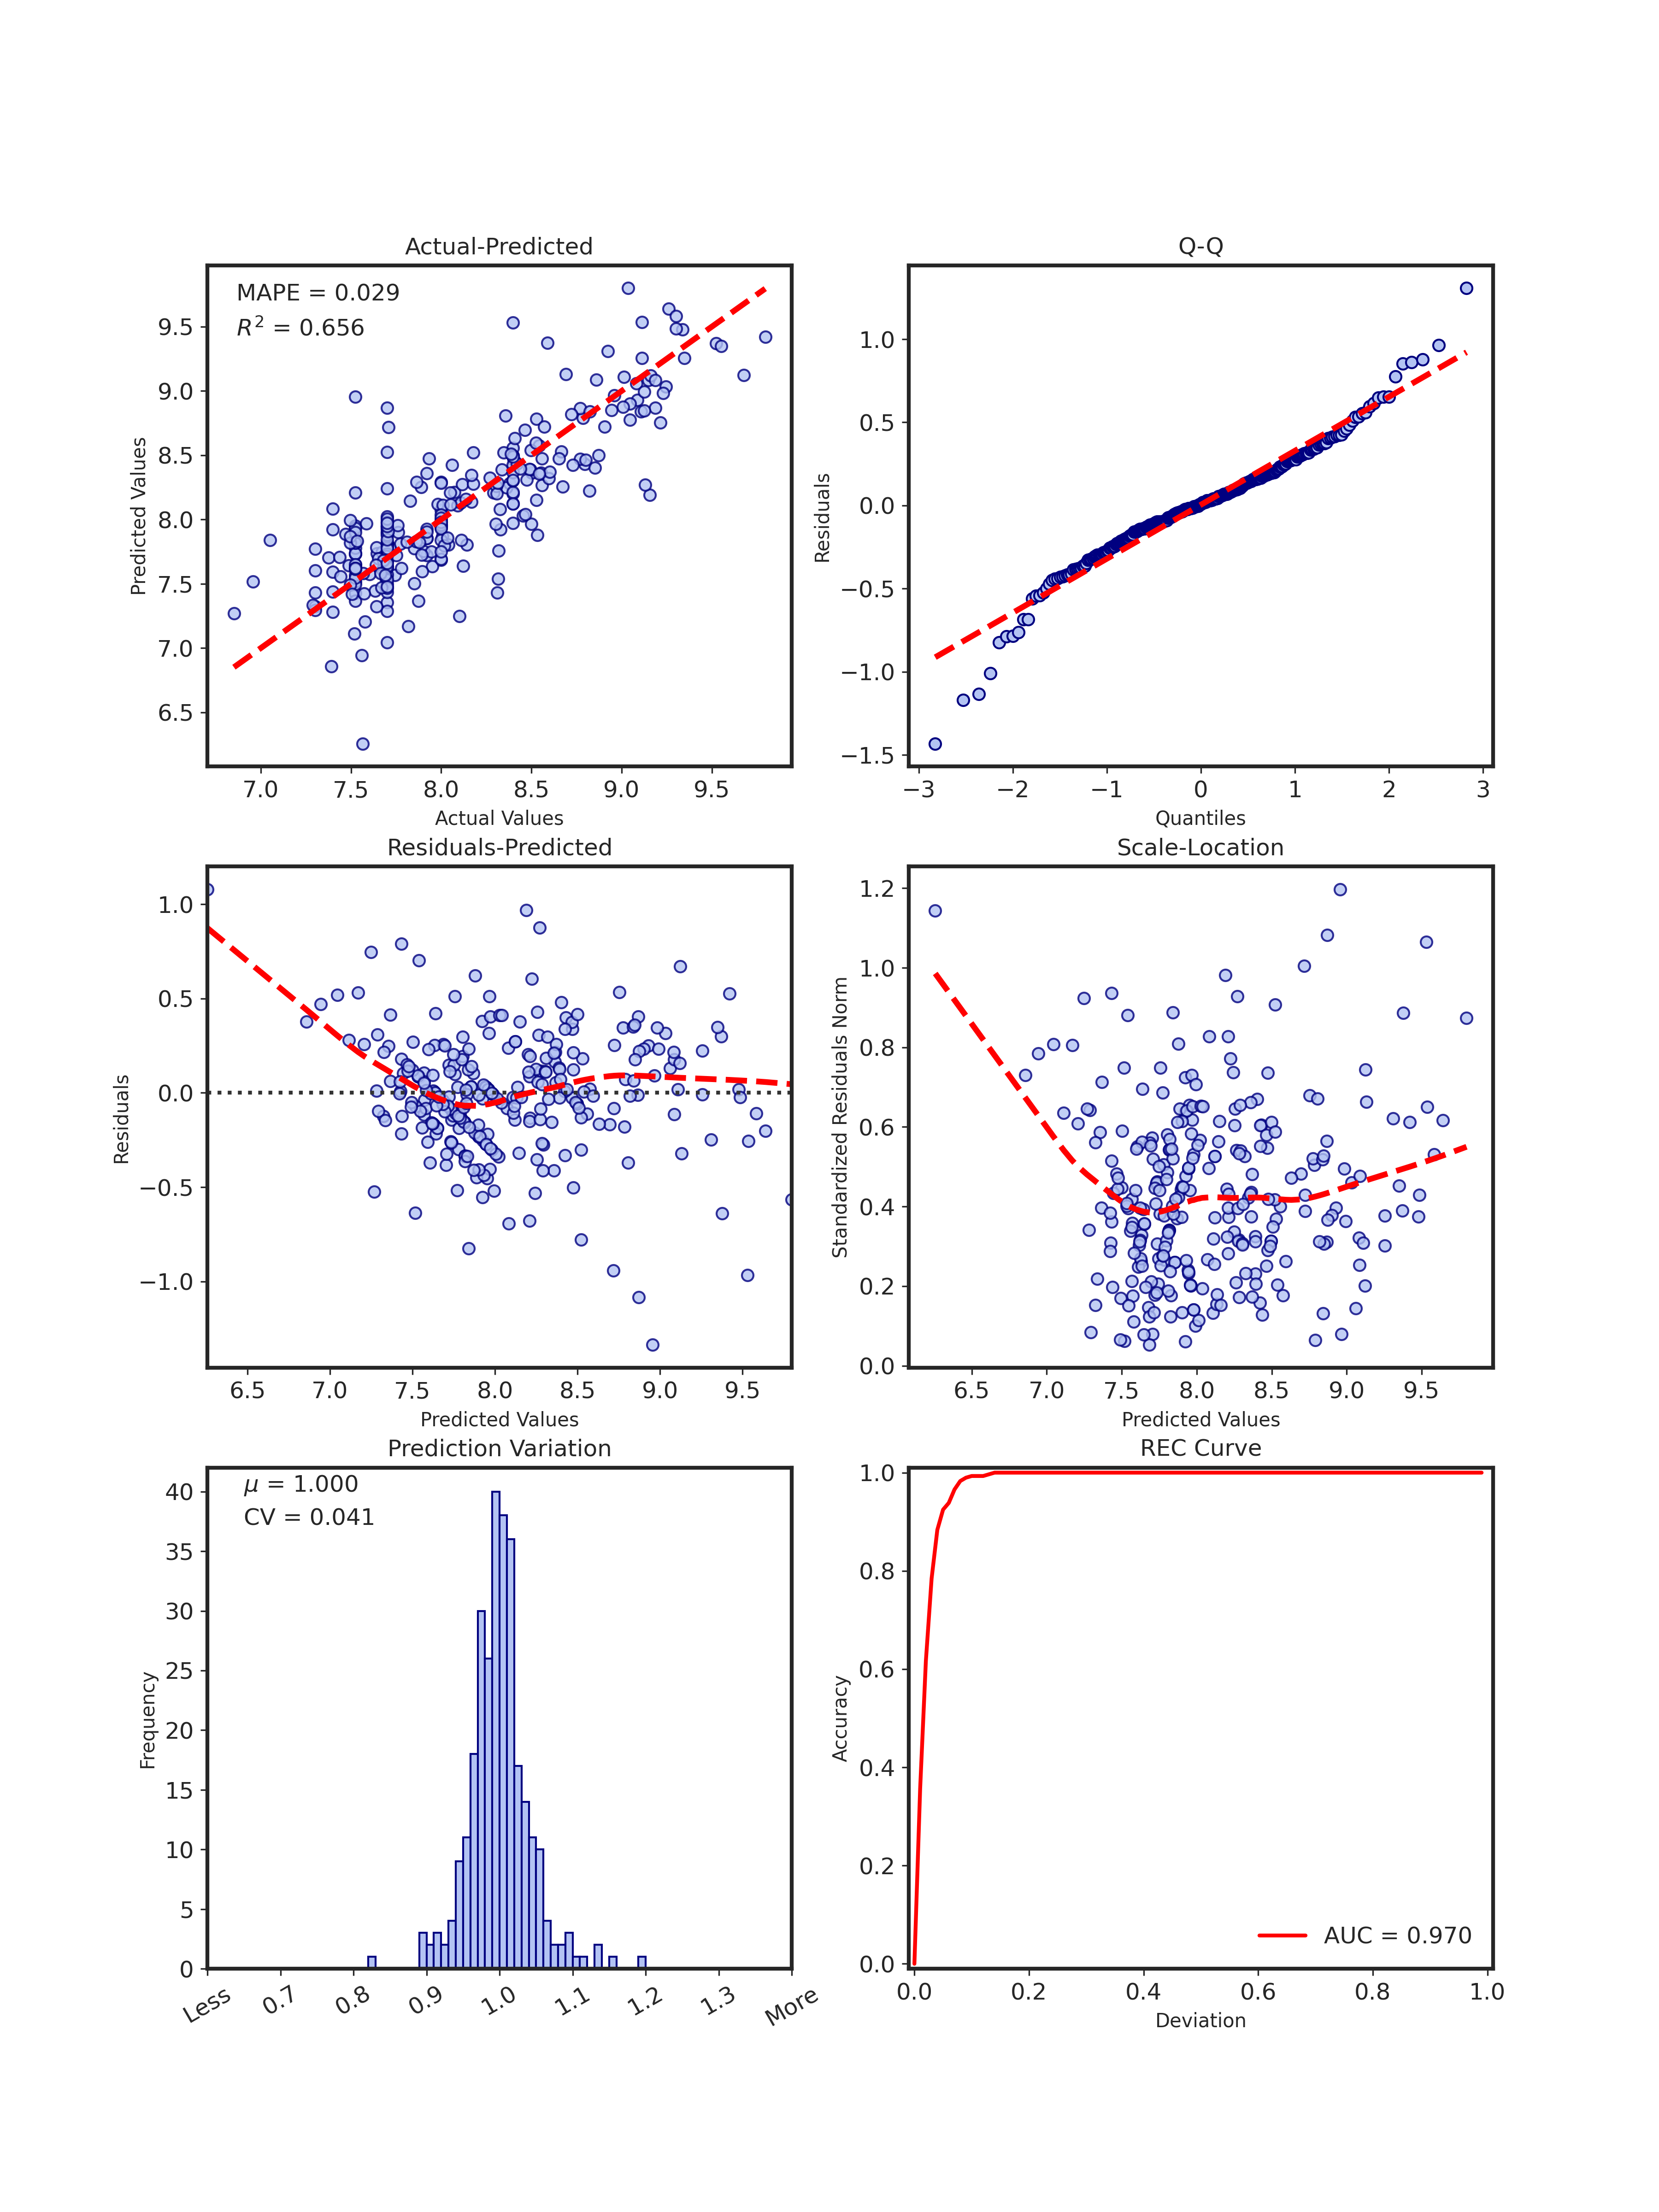 Actual-Predicted
MAPE = 0.029
R² = 0.656
Predicted Values
9.5
9.0
8.5
8.0
7.5
7.0
6.5
7.0 7.5 8.0 8.5 9.0 9.5
Actual Values
Q-Q
Residuals
1.0
0.5
0.0
−0.5
−1.0
−1.5
−3 −2 −1 0 1 2 3
Quantiles
Residuals-Predicted
Residuals
1.0
0.5
0.0
−0.5
−1.0
6.5 7.0 7.5 8.0 8.5 9.0 9.5
Predicted Values
Scale-Location
Standardized Residuals Norm
1.2
1.0
0.8
0.6
0.4
0.2
0.0
6.5 7.0 7.5 8.0 8.5 9.0 9.5
Predicted Values
Prediction Variation
μ = 1.000
CV = 0.041
Frequency
40
35
30
25
20
15
10
5
0
Less 0.7 0.8 0.9 1.0 1.1 1.2 1.3 More
REC Curve
Accuracy
1.0
0.8
0.6
0.4
0.2
0.0
AUC = 0.970
0.0 0.2 0.4 0.6 0.8 1.0
Deviation